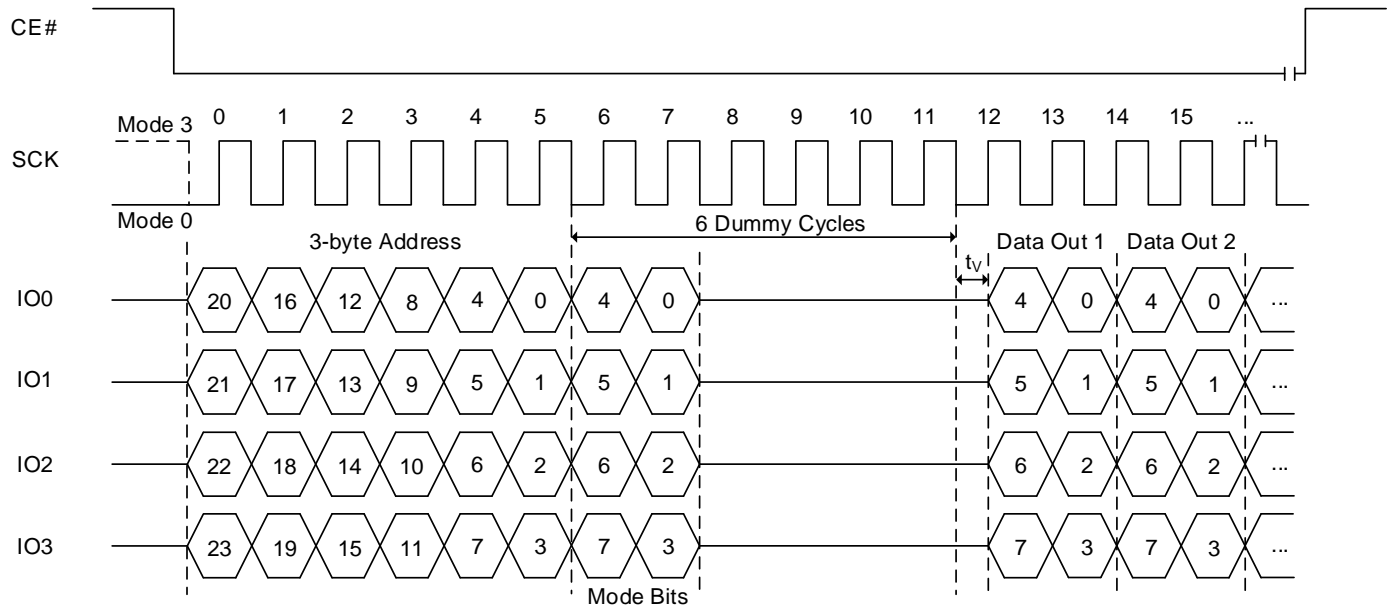 CE#
Mode 3 0 1 2 3 4 5 6 7 8 9 10 11 12 13 14 15 ...
SCK
Mode 0
6 Dummy Cycles
3-byte Address Data Out 1 Data Out 2
tV
IO0 20 16 12 8 4 0 4 0 4 0 4 0 ...
IO1 21 17 13 9 5 1 5 1 5 1 5 1 ...
IO2 22 18 14 10 6 2 6 2 6 2 6 2 ...
IO3 23 19 15 11 7 3 7 3 7 3 7 3 ...
Mode Bits